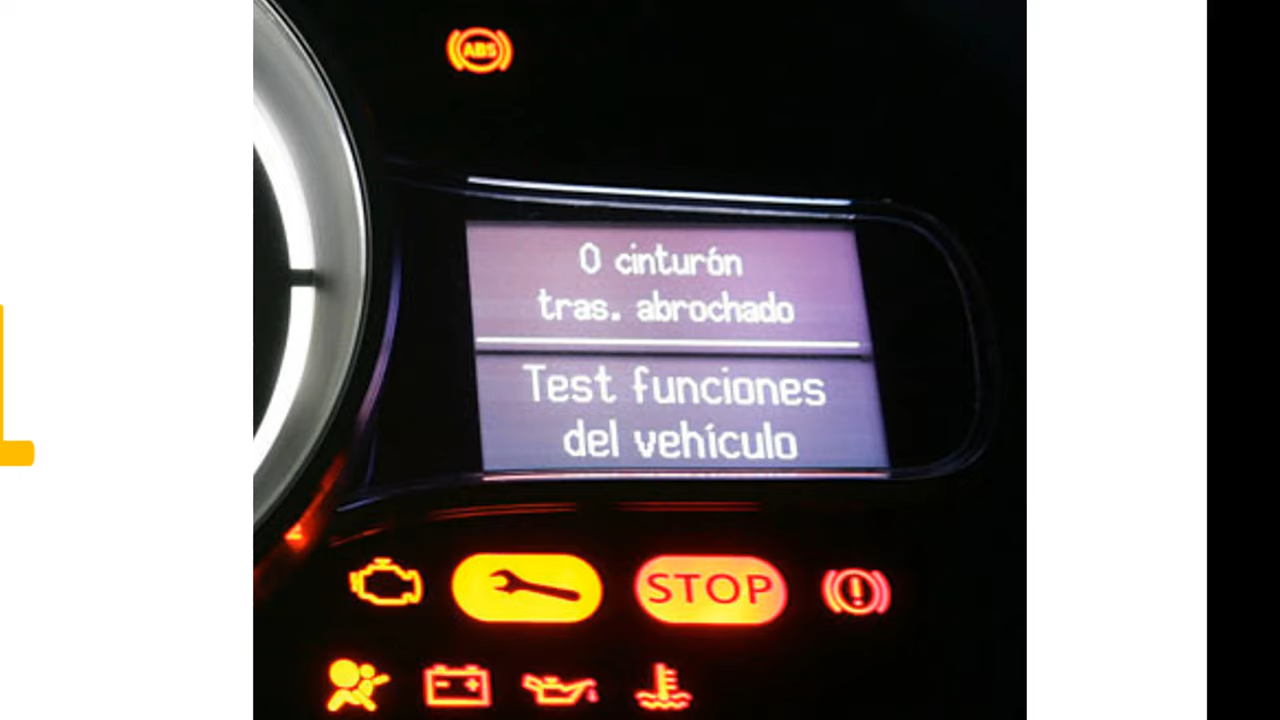 ABS
0 cinturón
tras. abrochado
Test funciones
del vehículo
STOP